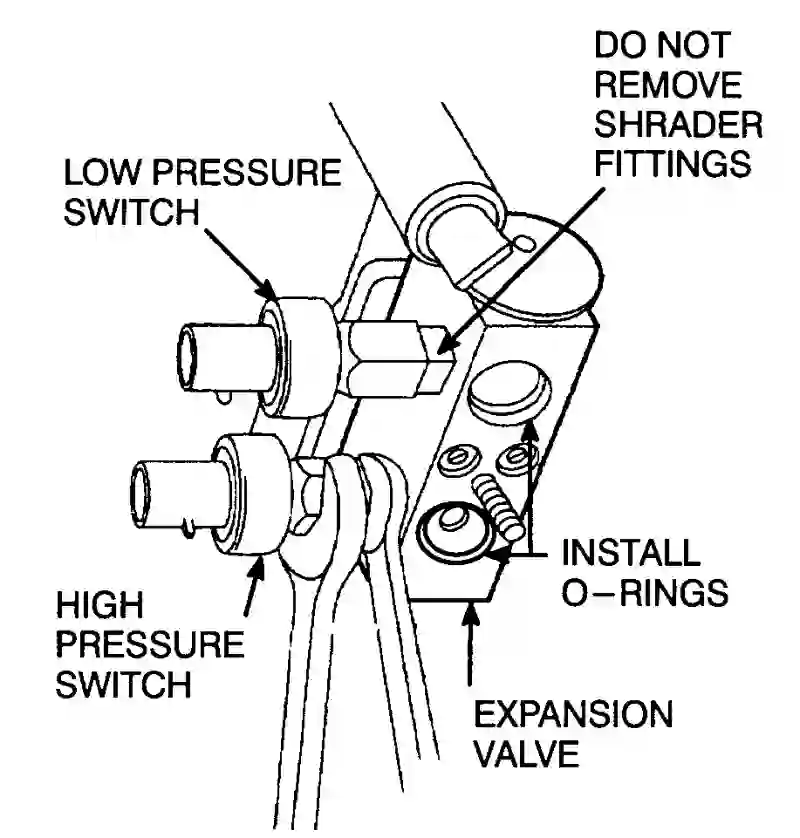 DO NOT
REMOVE
SHRADER
FITTINGS
LOW PRESSURE
SWITCH
INSTALL
O-RINGS
HIGH
PRESSURE
SWITCH
EXPANSION
VALVE